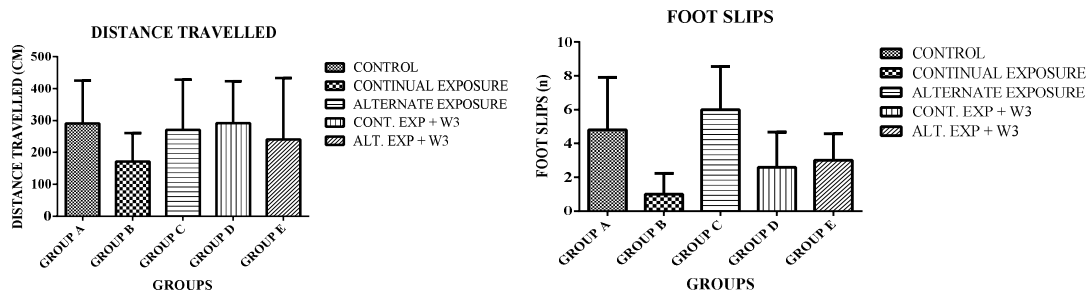 DISTANCE TRAVELLED
DISTANCE TRAVELLED (CM)
500
400
300
200
100
0
GROUP A
GROUP B
GROUP C
GROUP D
GROUP E
GROUPS
CONTROL
CONTINUAL EXPOSURE
ALTERNATE EXPOSURE
CONT. EXP + W3
ALT. EXP + W3
FOOT SLIPS
FOOT SLIPS (n)
10
8
6
4
2
0
GROUP A
GROUP B
GROUP C
GROUP D
GROUP E
GROUPS
CONTROL
CONTINUAL EXPOSURE
ALTERNATE EXPOSURE
CONT. EXP + W3
ALT. EXP + W3